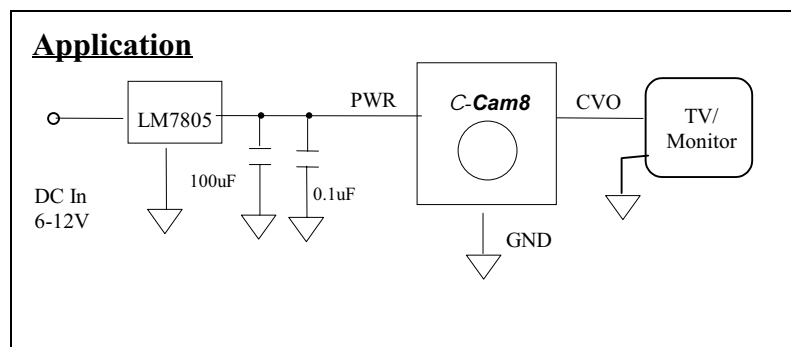 Application
PWR
C-Cam8
CVO
TV/
Monitor
LM7805
100uF
0.1uF
DC In
6-12V
GND